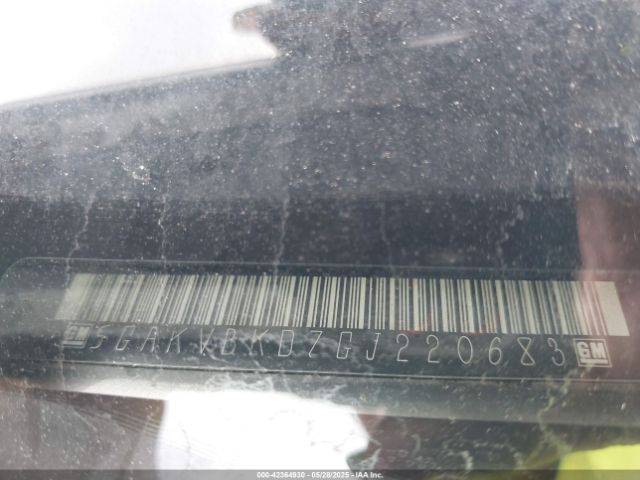 GM 5GAKVBKD7GJ220683 GM
000-42364930 - 05/28/2025 - IAA Inc.